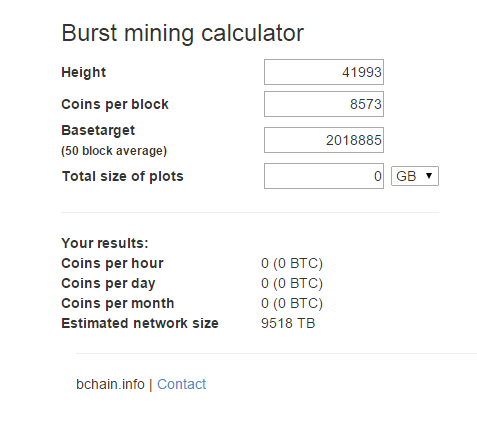 Burst mining calculator
Height 41993
Coins per block 8573
Basetarget
(50 block average) 2018885
Total size of plots 0 GB
Your results:
Coins per hour 0 (0 BTC)
Coins per day 0 (0 BTC)
Coins per month 0 (0 BTC)
Estimated network size 9518 TB
bchain.info | Contact